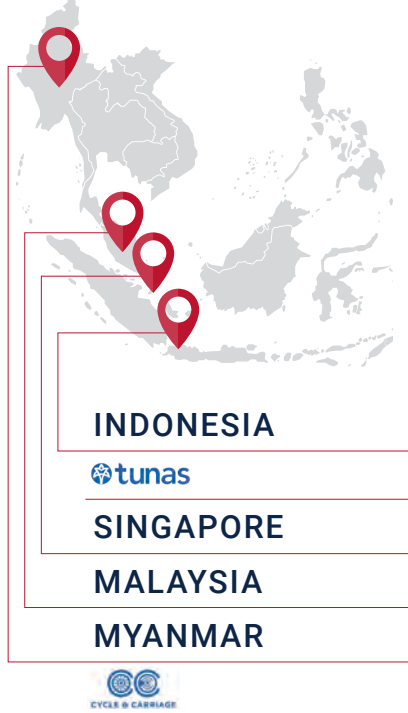 INDONESIA
tunas
SINGAPORE
MALAYSIA
MYANMAR
CYCLE & CARRIAGE